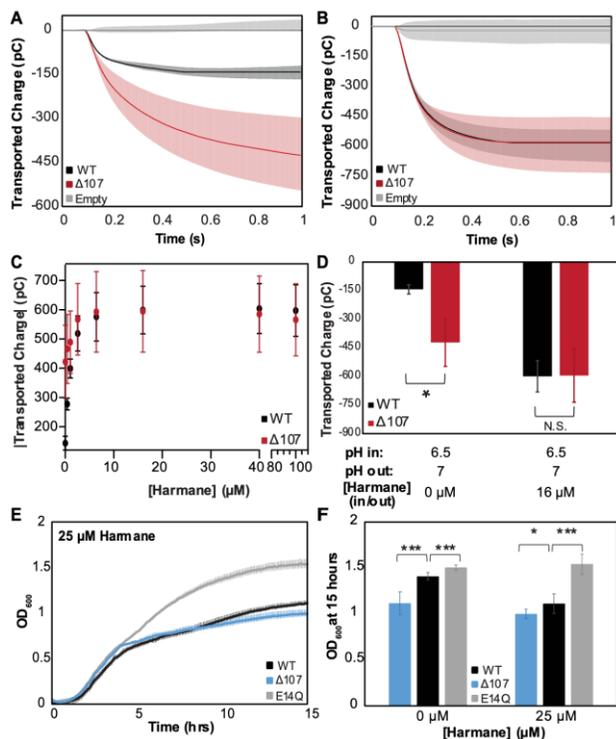 A
Transported Charge (pC)
0
-150
-300
-450
-600
WT
Δ107
Empty
0
0.2
0.4
0.6
0.8
1
Time (s)
B
Transported Charge (pC)
0
-150
-300
-450
-600
-750
-900
WT
Δ107
Empty
0
0.2
0.4
0.6
0.8
1
Time (s)
C
|Transported Charge| (pC)
700
600
500
400
300
200
WT
Δ107
0
10
20
30
40
80
100
[Harmane] (µM)
D
Transported Charge (pC)
0
-150
-300
-450
-600
-750
-900
*
N.S.
WT
Δ107
pH in: 6.5 6.5
pH out: 7 7
[Harmane] (in/out) 0 µM 16 µM
E
25 µM Harmane
OD600
2
1.5
1
0.5
0
WT
Δ107
E14Q
0
5
10
15
Time (hrs)
F
OD600 at 15 hours
2
1.5
1
0.5
0
*** ***
* ***
WT
Δ107
E14Q
0 µM 25 µM
[Harmane] (µM)